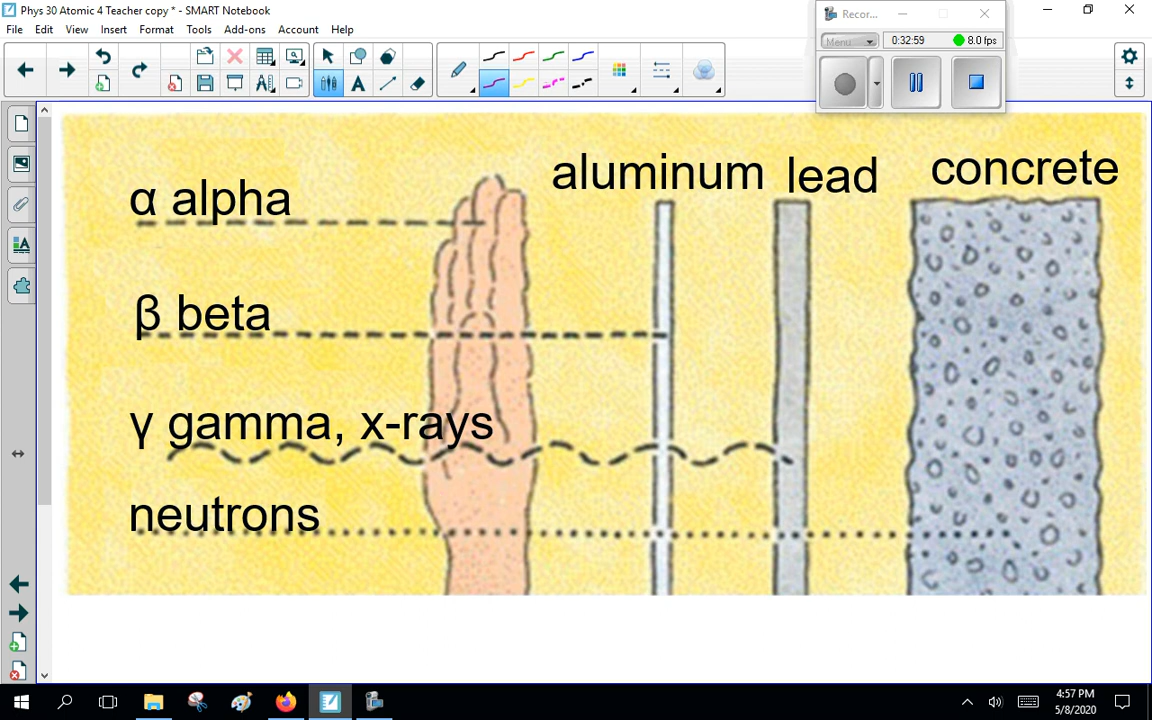 Phys 30 Atomic 4 Teacher copy * - SMART Notebook
Recor...
File Edit View Insert Format Tools Add-ons Account Help
Menu 0:32:59 8.0 fps
A
α alpha
aluminum
lead
concrete
β beta
γ gamma, x-rays
neutrons
4:57 PM
5/8/2020